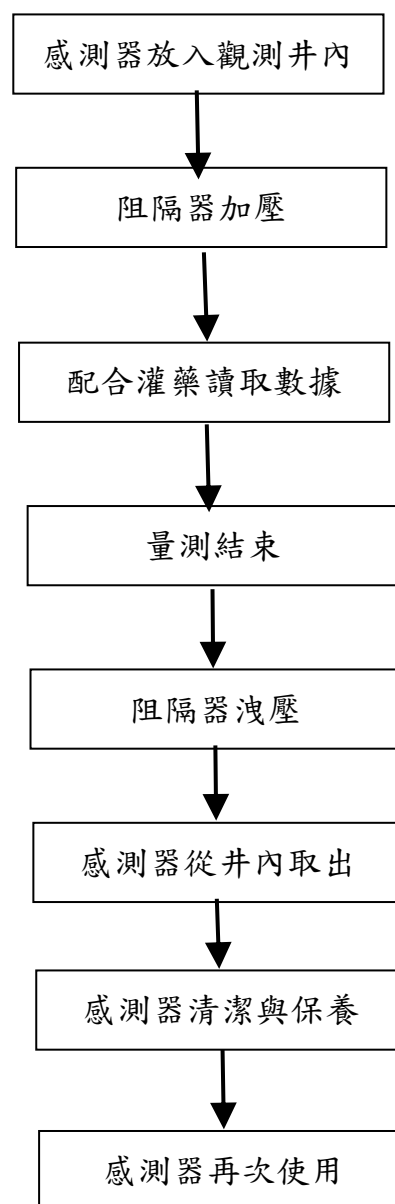 感測器放入觀測井內
阻隔器加壓
配合灌藥讀取數據
量測結束
阻隔器洩壓
感測器從井內取出
感測器清潔與保養
感測器再次使用